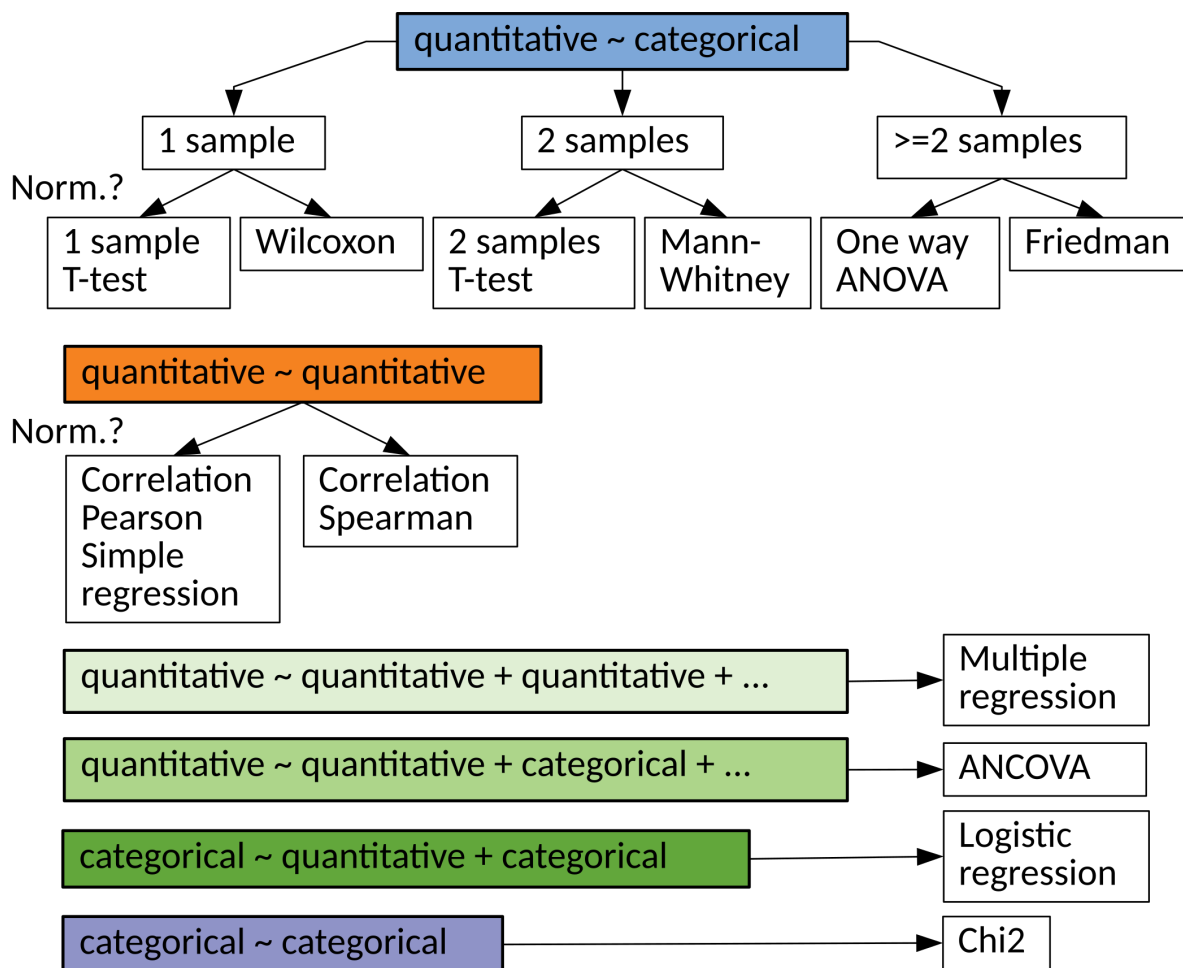 quantitative ~ categorical
1 sample
2 samples
>=2 samples
Norm.?
1 sample
T-test
Wilcoxon
2 samples
T-test
Mann-
Whitney
One way
ANOVA
Friedman
quantitative ~ quantitative
Norm.?
Correlation
Pearson
Simple
regression
Correlation
Spearman
quantitative ~ quantitative + quantitative + ...
Multiple
regression
quantitative ~ quantitative + categorical + ...
ANCOVA
categorical ~ quantitative + categorical
Logistic
regression
categorical ~ categorical
Chi2